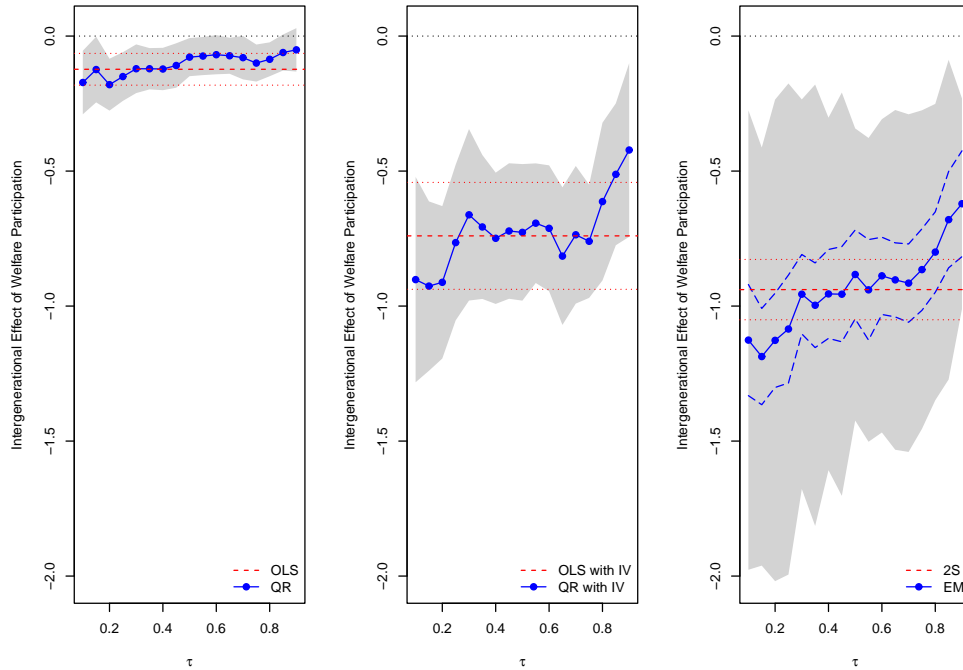 Intergenerational Effect of Welfare Participation
0.0
−0.5
−1.0
−1.5
−2.0
OLS
QR
0.2 0.4 0.6 0.8
τ
Intergenerational Effect of Welfare Participation
0.0
−0.5
−1.0
−1.5
−2.0
OLS with IV
QR with IV
0.2 0.4 0.6 0.8
τ
Intergenerational Effect of Welfare Participation
0.0
−0.5
−1.0
−1.5
−2.0
2S
EM
0.2 0.4 0.6 0.8
τ